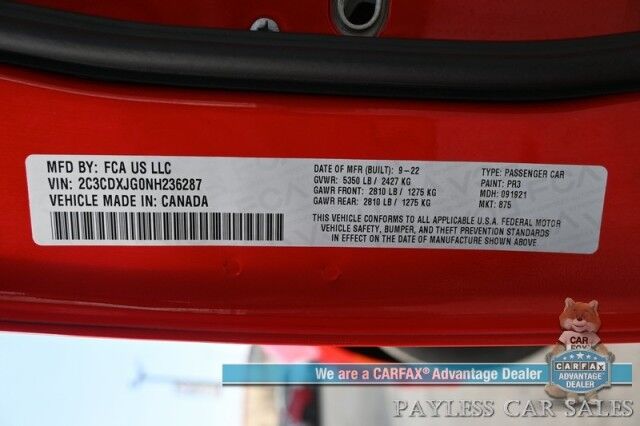 MFD BY: FCA US LLC
VIN: 2C3CDXJG0NH236287
VEHICLE MADE IN: CANADA
DATE OF MFR (BUILT): 9-22
GVWR: 5350 LB / 2427 KG
GAWR FRONT: 2810 LB / 1275 KG
GAWR REAR: 2810 LB / 1275 KG
TYPE: PASSENGER CAR
PAINT: PR3
MDH: 091921
MKT: 875
THIS VEHICLE CONFORMS TO ALL APPLICABLE U.S.A. FEDERAL MOTOR
VEHICLE SAFETY, BUMPER, AND THEFT PREVENTION STANDARDS
IN EFFECT ON THE DATE OF MANUFACTURE SHOWN ABOVE
CAR
FOX
We are a CARFAX® Advantage Dealer
CARFAX
ADVANTAGE
DEALER
PAYLESS CAR SALES